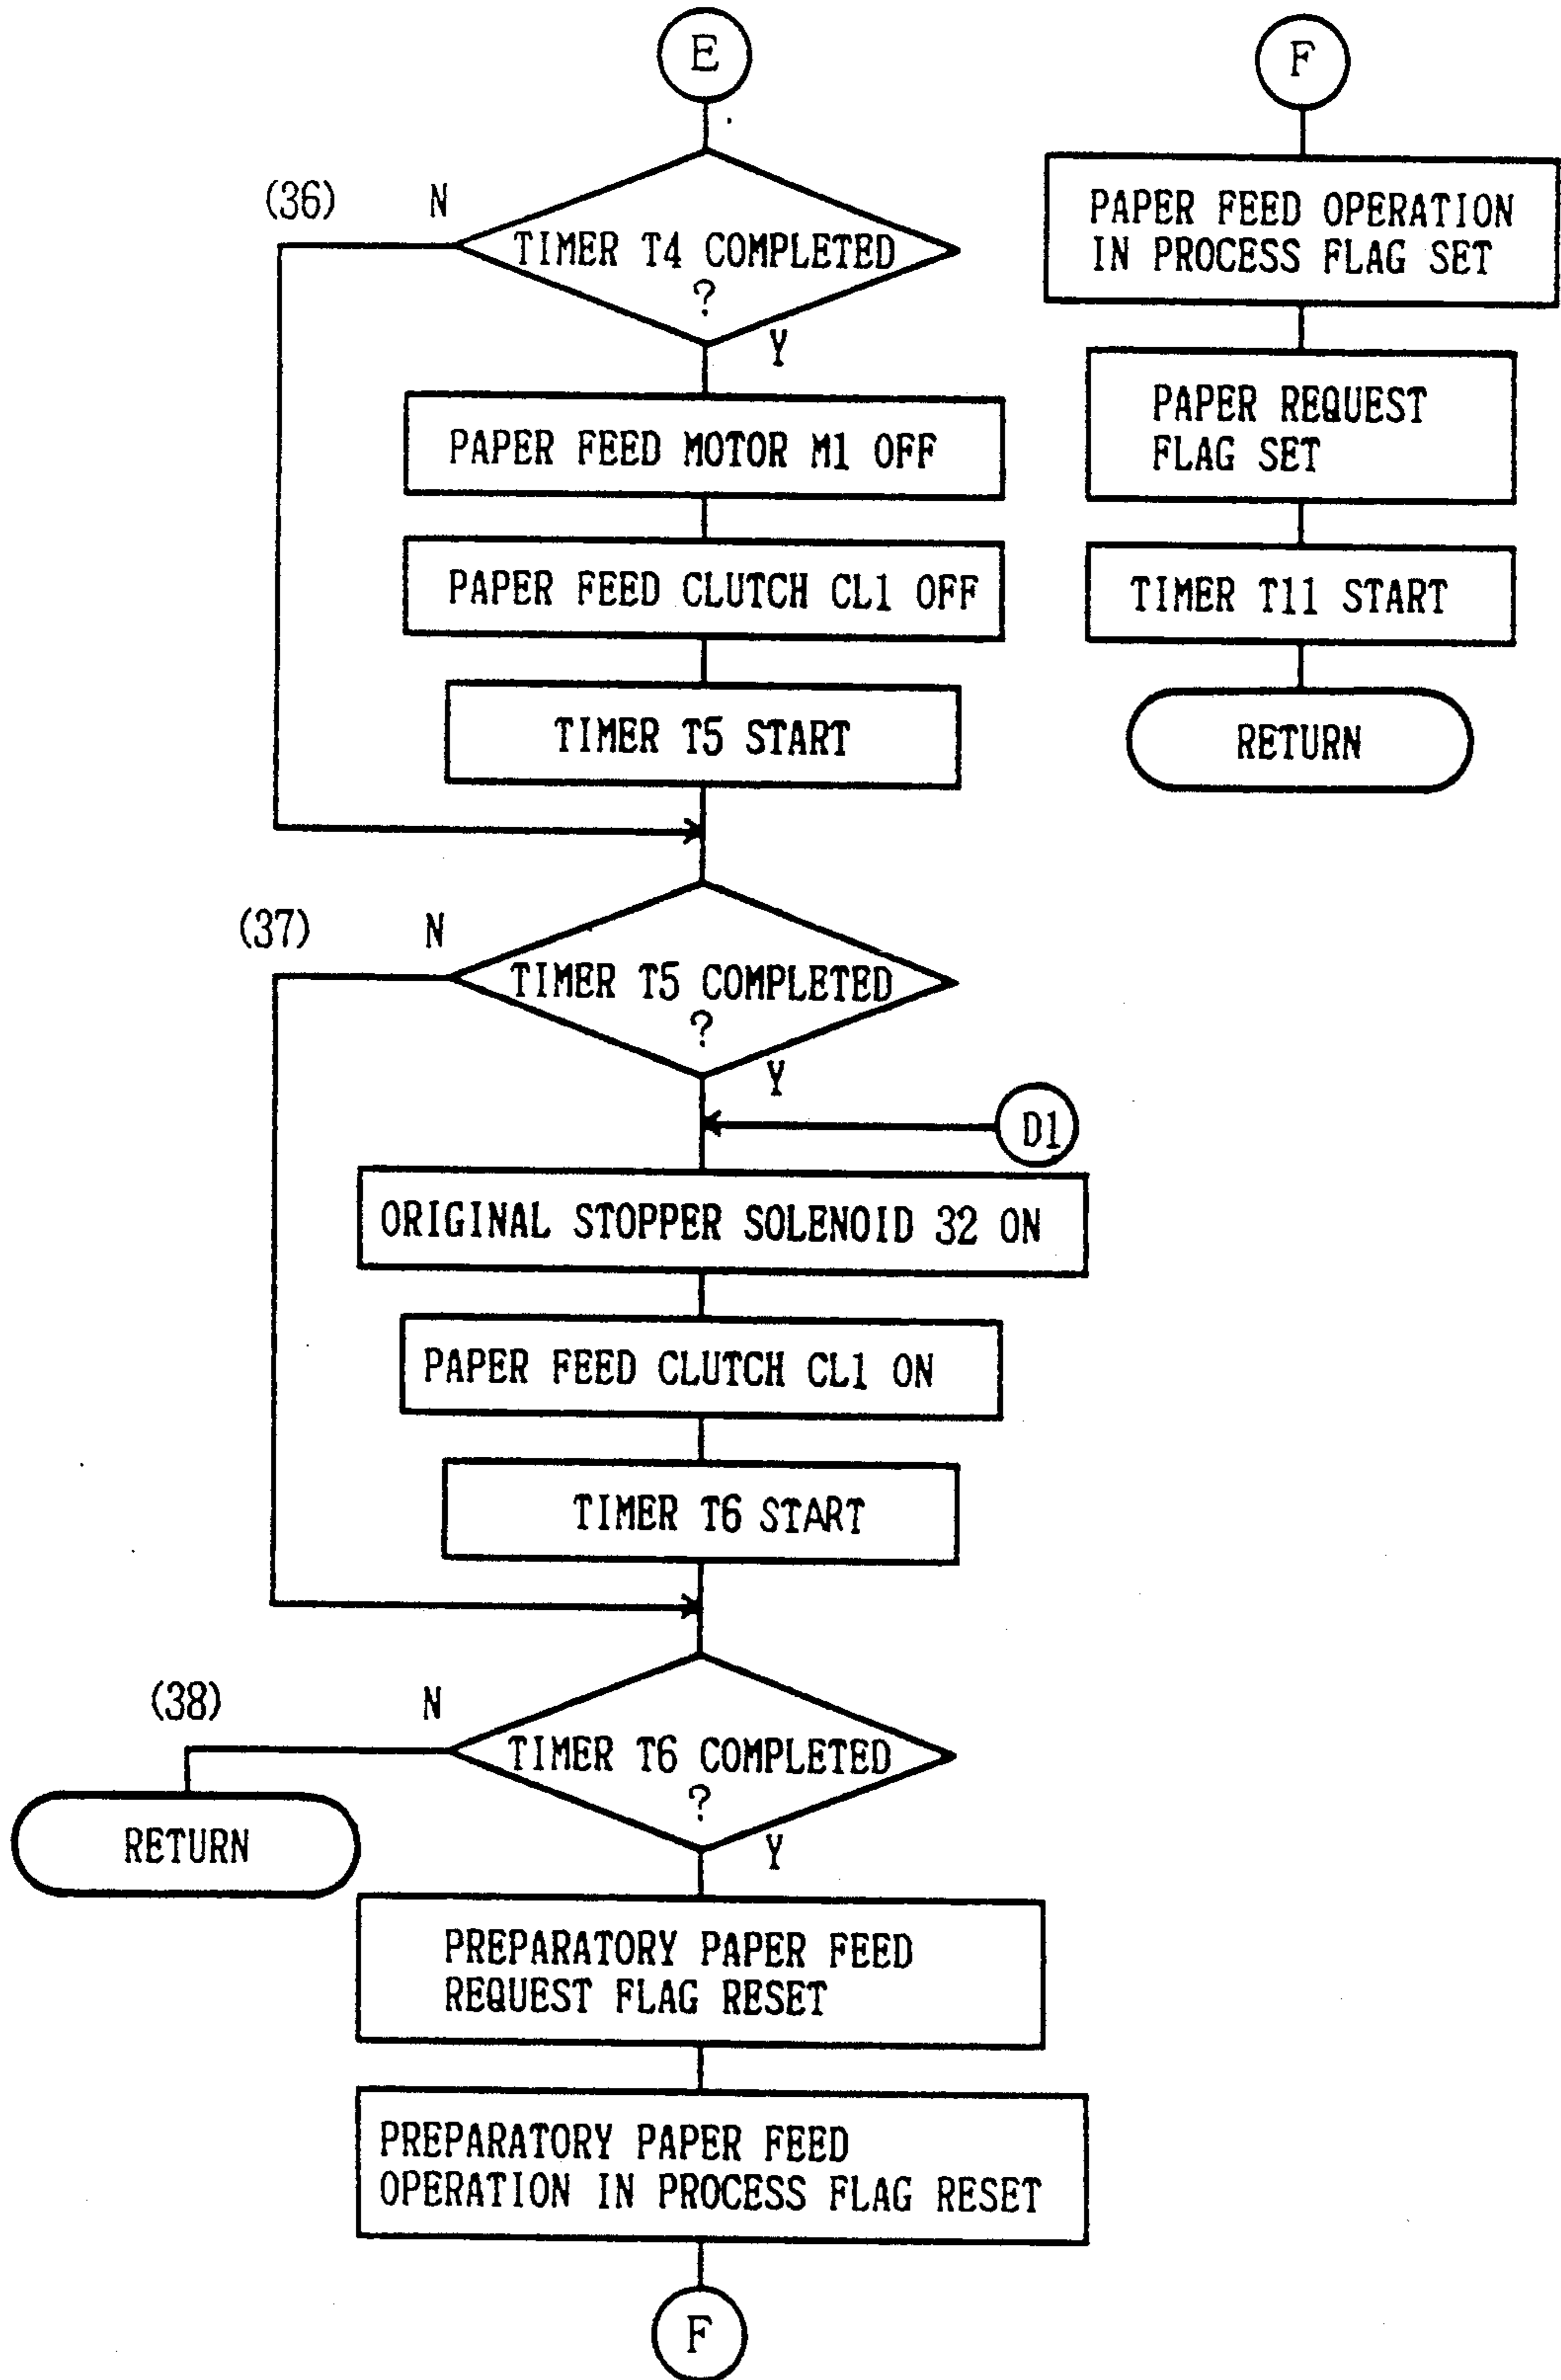 E
(36)
N
TIMER T4 COMPLETED
?
Y
PAPER FEED MOTOR M1 OFF
PAPER FEED CLUTCH CL1 OFF
TIMER T5 START
(37)
N
TIMER T5 COMPLETED
?
Y
D1
ORIGINAL STOPPER SOLENOID 32 ON
PAPER FEED CLUTCH CL1 ON
TIMER T6 START
(38)
N
TIMER T6 COMPLETED
?
Y
RETURN
PREPARATORY PAPER FEED
REQUEST FLAG RESET
PREPARATORY PAPER FEED
OPERATION IN PROCESS FLAG RESET
F
F
PAPER FEED OPERATION
IN PROCESS FLAG SET
PAPER REQUEST
FLAG SET
TIMER T11 START
RETURN